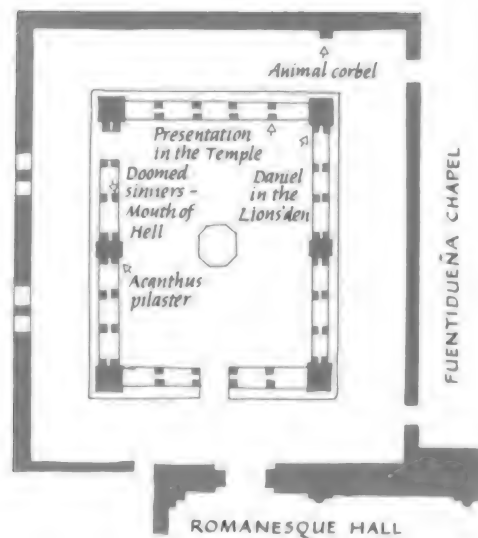 Animal corbel
Presentation
in the Temple
Daniel
in the
Lions'den
Doomed
sinners –
Mouth of
Hell
Acanthus
pilaster
FUENTIDUEÑA CHAPEL
ROMANESQUE HALL